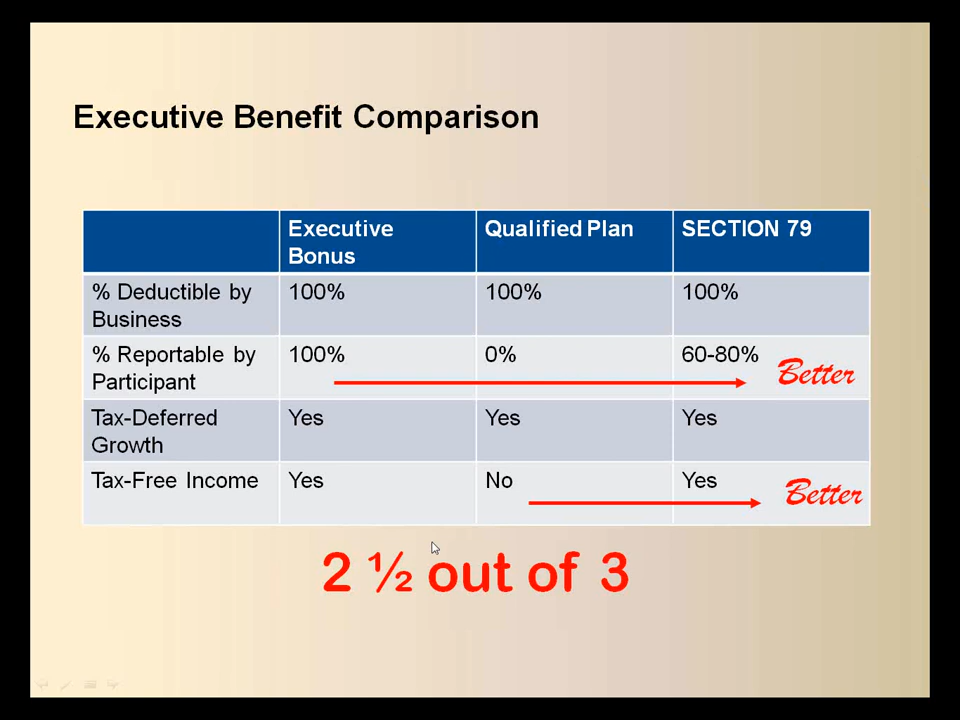 Executive Benefit Comparison
Executive Bonus
Qualified Plan
SECTION 79
% Deductible by Business
100%
100%
100%
% Reportable by Participant
100%
0%
60-80%
Better
Tax-Deferred Growth
Yes
Yes
Yes
Tax-Free Income
Yes
No
Yes
Better
2 ½ out of 3